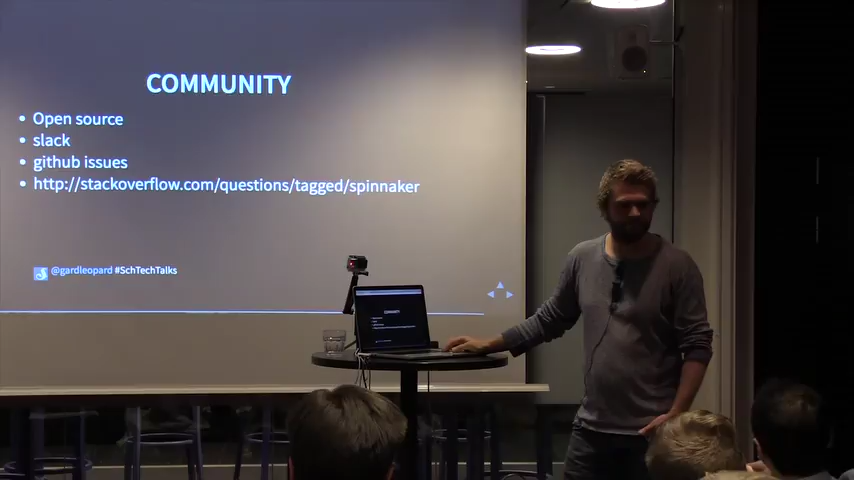 COMMUNITY
• Open source
• slack
• github issues
• http://stackoverflow.com/questions/tagged/spinnaker
@gardleopard #SchTechTalks